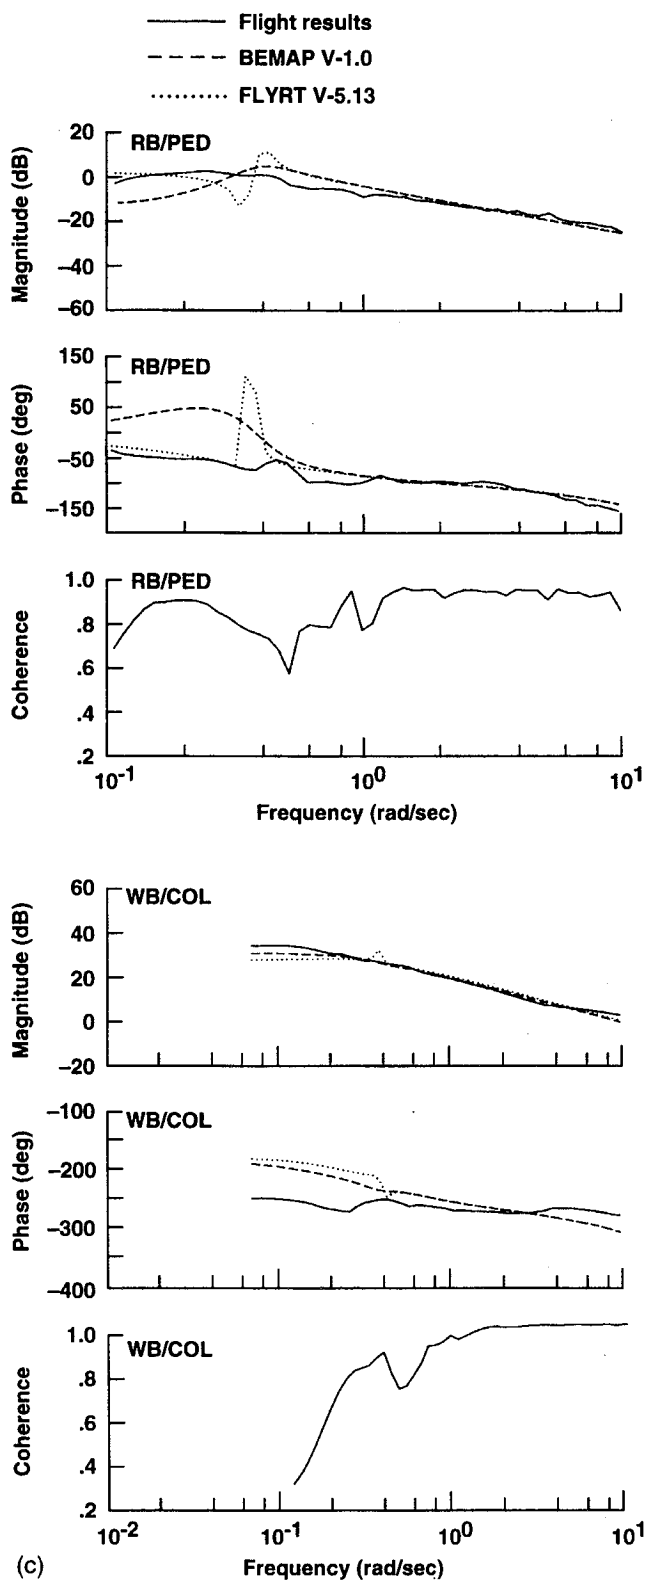 Flight results
BEMAP V-1.0
FLYRT V-5.13
RB/PED
Magnitude (dB)
20
0
−20
−40
−60
RB/PED
Phase (deg)
150
50
−50
−150
RB/PED
Coherence
1.0
.8
.6
.4
.2
10-1
100
101
Frequency (rad/sec)
WB/COL
Magnitude (dB)
60
40
20
0
−20
WB/COL
Phase (deg)
−100
−200
−300
−400
WB/COL
Coherence
1.0
.8
.6
.4
.2
10-2
10-1
100
101
(c)
Frequency (rad/sec)